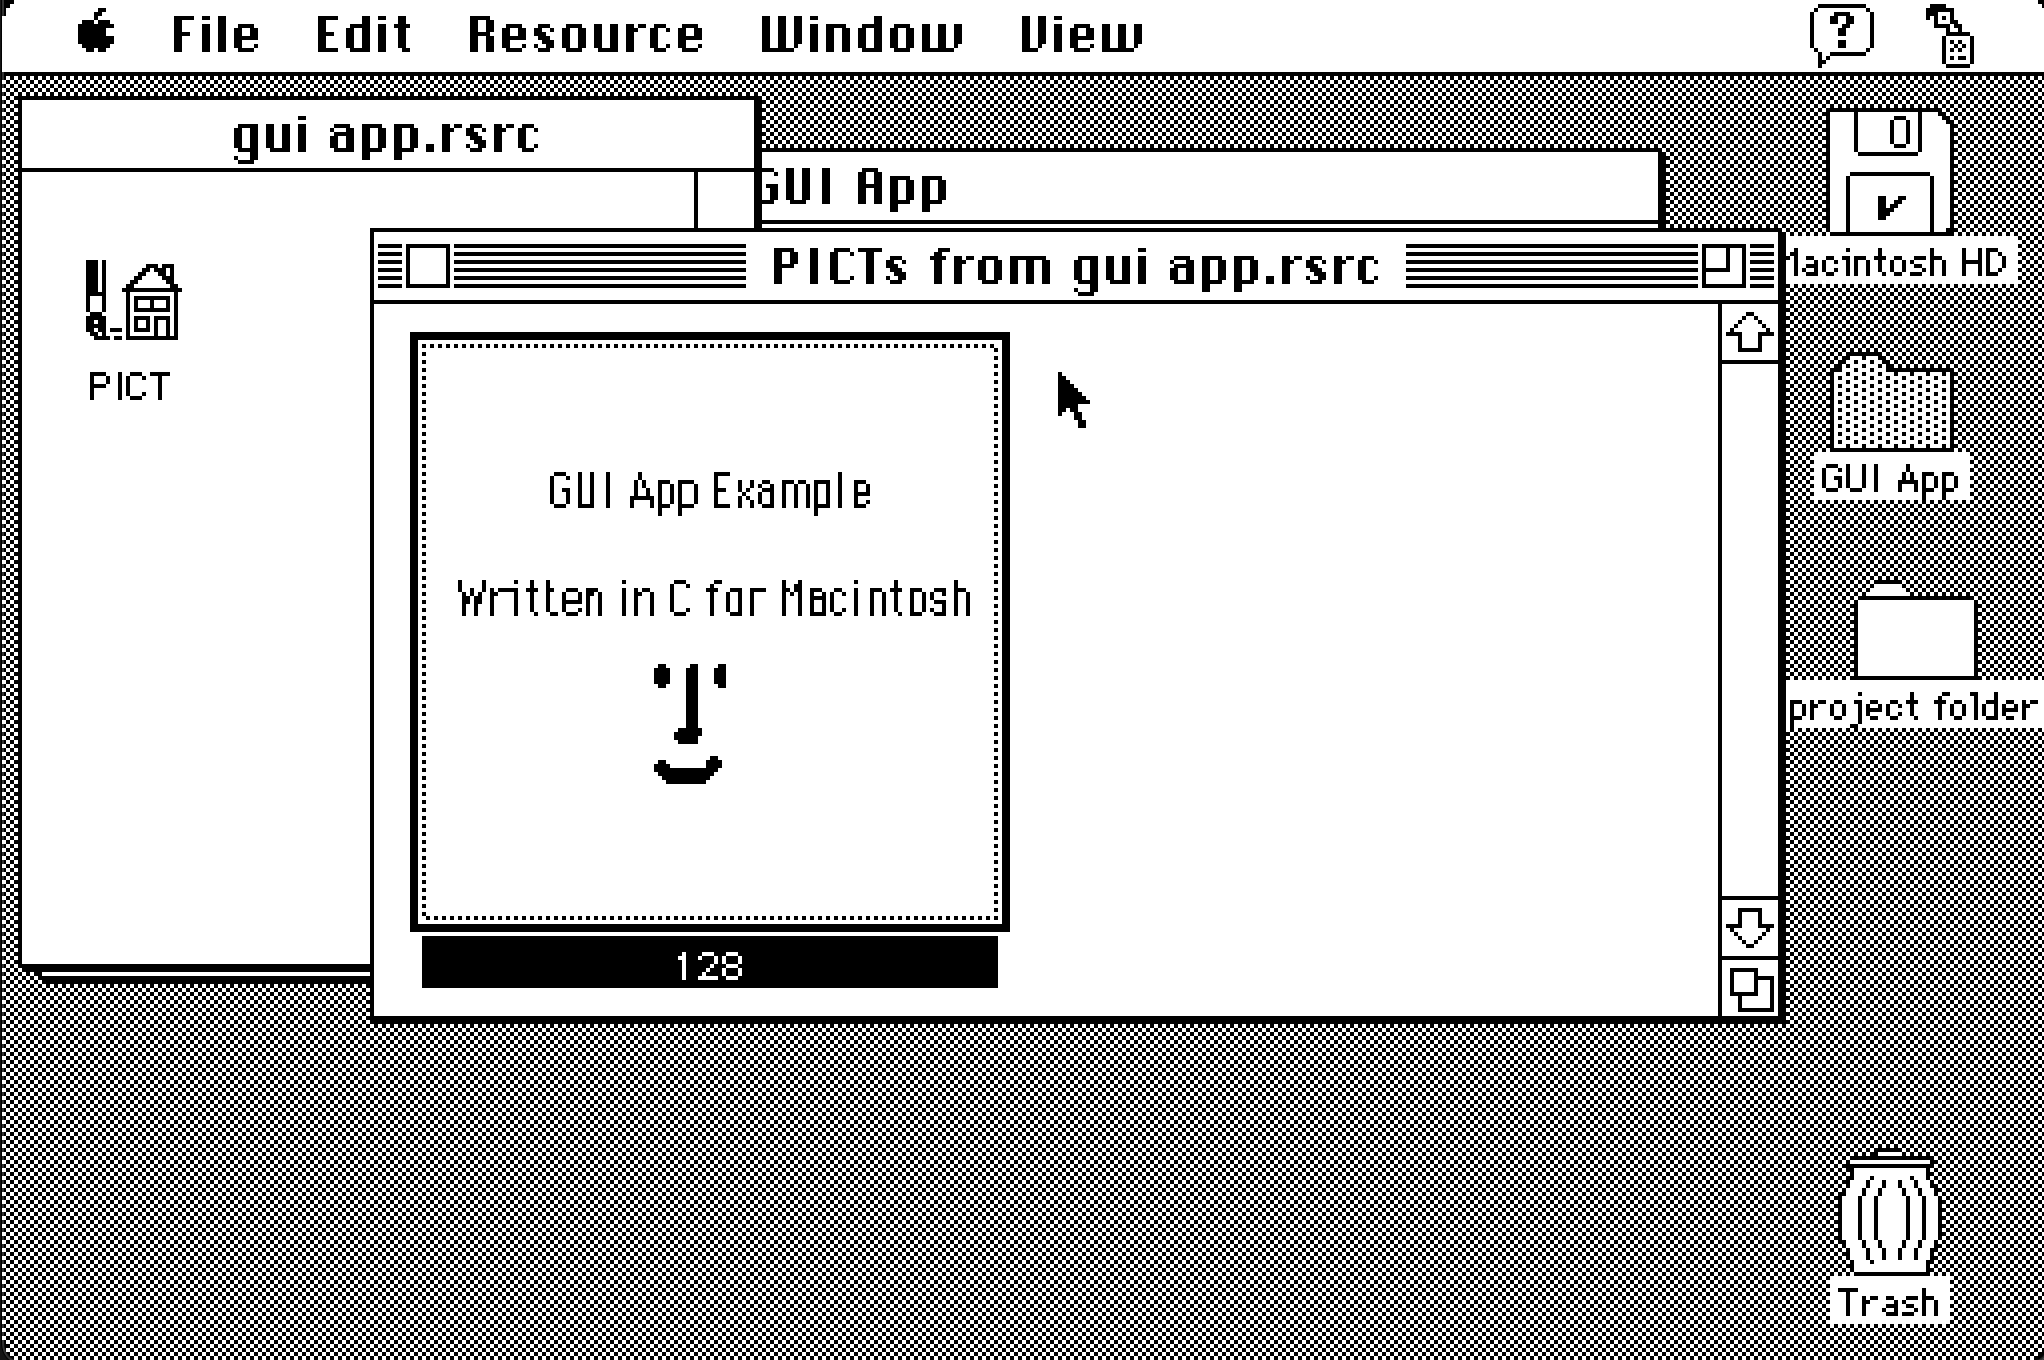 File Edit Resource Window View
gui app.rsrc
GUI App
PICTs from gui app.rsrc
PICT
GUI App Example
Written in C for Macintosh
128
Macintosh HD
GUI App
project folder
Trash